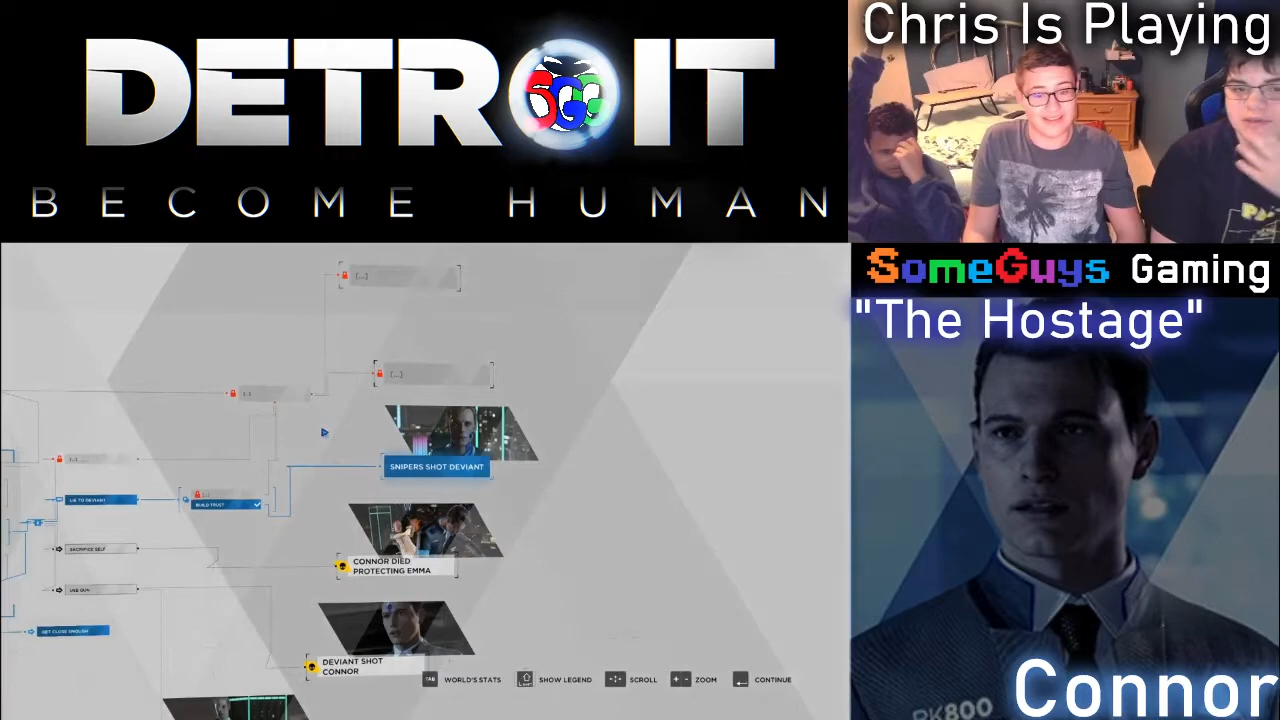 DETROIT
BECOME HUMAN
SGG
Chris Is Playing
SomeGuys Gaming
"The Hostage"
[...]
[...]
SNIPERS SHOT DEVIANT
LIE TO DEVIANT
BUILD TRUST
SACRIFICE SELF
USE GUN
GET CLOSE ENOUGH
CONNOR DIED
PROTECTING EMMA
DEVIANT SHOT
CONNOR
TAB WORLD'S STATS
SHOW LEGEND
SCROLL
ZOOM
CONTINUE
RK800
Connor